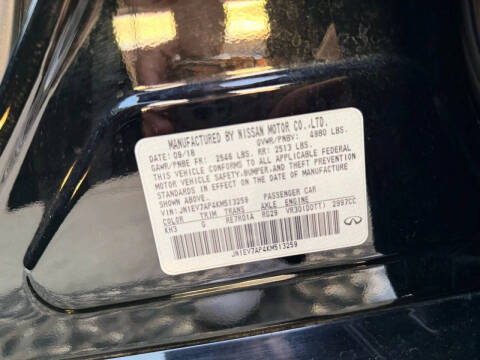 MANUFACTURED BY NISSAN MOTOR CO.,LTD.
DATE: 09/18 GVWR/PNBV: 4980 LBS.
GAWR/PNBE FR: 2546 LBS. RR: 2513 LBS.
THIS VEHICLE CONFORMS TO ALL APPLICABLE FEDERAL
MOTOR VEHICLE SAFETY,BUMPER,AND THEFT PREVENTION
STANDARDS IN EFFECT ON THE DATE OF MANUFACTURE
SHOWN ABOVE.
VIN: JN1EV7AP4KM513259 PASSENGER CAR
COLOR TRIM TRANS AXLE ENGINE
KH3 G RE7R01A RG29 VR30(DDTT) 2997CC
JN1EV7AP4KM513259